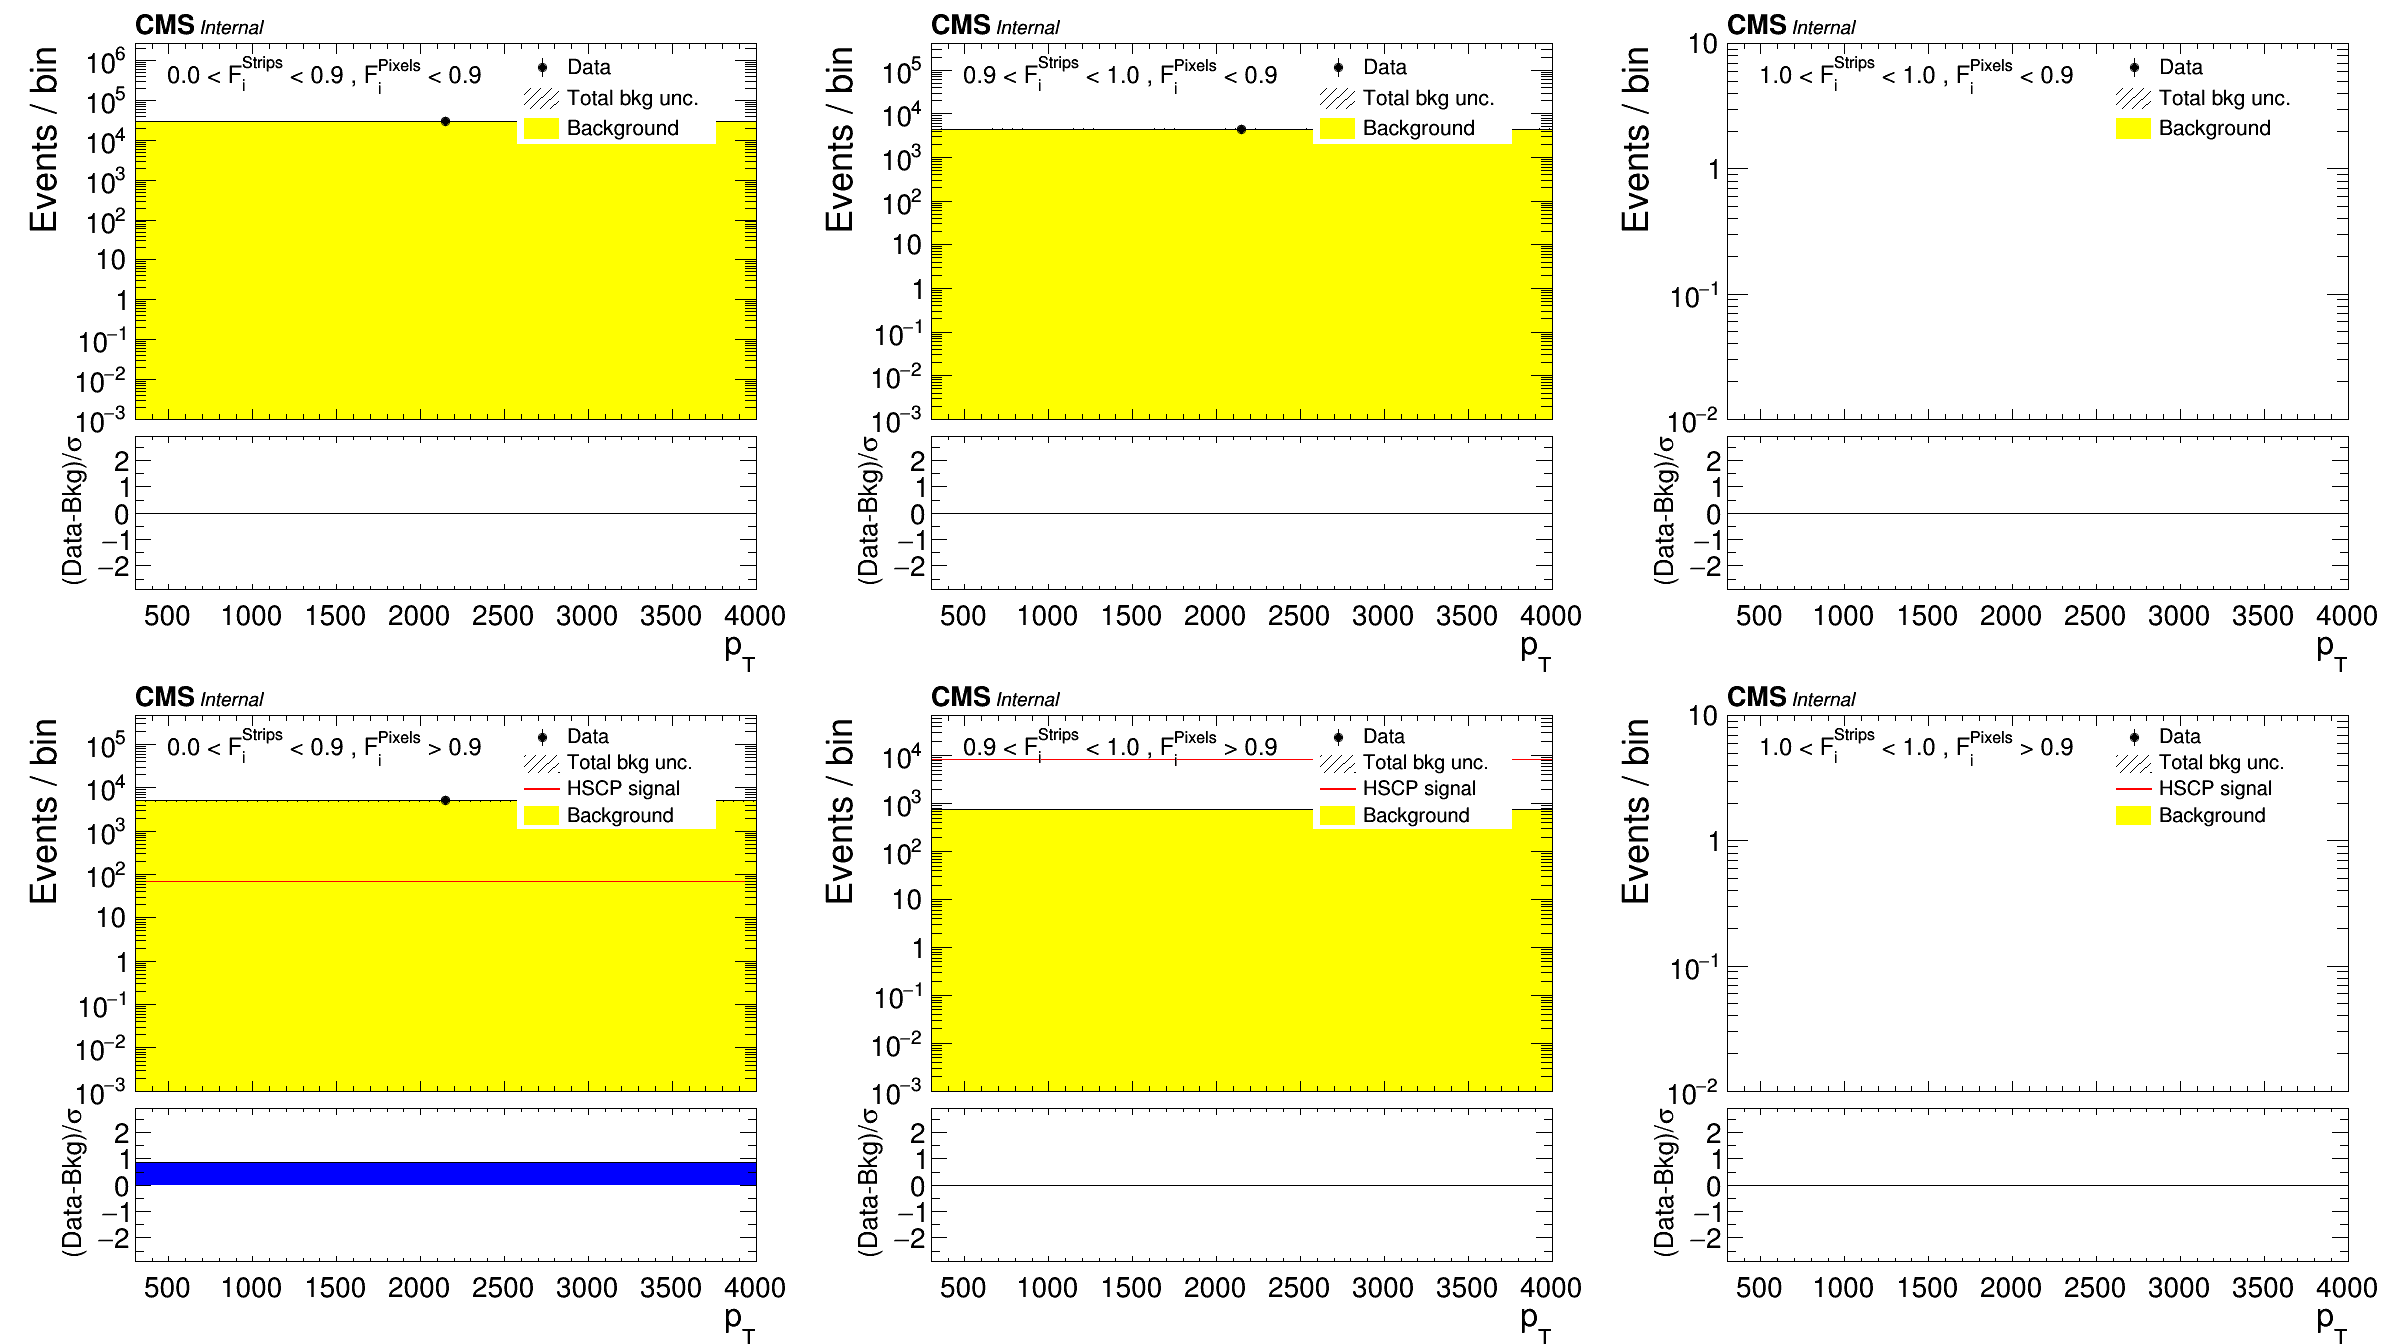 CMS Internal
Events / bin
10^6
10^5
10^4
10^3
10^2
10
1
10^−1
10^−2
10^−3
0.0 < F_i^Strips < 0.9 , F_i^Pixels < 0.9
Data
Total bkg unc.
Background
(Data-Bkg)/σ
2
1
0
−1
−2
500 1000 1500 2000 2500 3000 3500 4000
p_T
CMS Internal
Events / bin
10^5
10^4
10^3
10^2
10
1
10^−1
10^−2
10^−3
0.9 < F_i^Strips < 1.0 , F_i^Pixels < 0.9
Data
Total bkg unc.
Background
(Data-Bkg)/σ
2
1
0
−1
−2
500 1000 1500 2000 2500 3000 3500 4000
p_T
CMS Internal
Events / bin
10
1
10^−1
10^−2
1.0 < F_i^Strips < 1.0 , F_i^Pixels < 0.9
Data
Total bkg unc.
Background
(Data-Bkg)/σ
2
1
0
−1
−2
500 1000 1500 2000 2500 3000 3500 4000
p_T
CMS Internal
Events / bin
10^5
10^4
10^3
10^2
10
1
10^−1
10^−2
10^−3
0.0 < F_i^Strips < 0.9 , F_i^Pixels > 0.9
Data
Total bkg unc.
HSCP signal
Background
(Data-Bkg)/σ
2
1
0
−1
−2
500 1000 1500 2000 2500 3000 3500 4000
p_T
CMS Internal
Events / bin
10^4
10^3
10^2
10
1
10^−1
10^−2
10^−3
0.9 < F_i^Strips < 1.0 , F_i^Pixels > 0.9
Data
Total bkg unc.
HSCP signal
Background
(Data-Bkg)/σ
2
1
0
−1
−2
500 1000 1500 2000 2500 3000 3500 4000
p_T
CMS Internal
Events / bin
10
1
10^−1
10^−2
1.0 < F_i^Strips < 1.0 , F_i^Pixels > 0.9
Data
Total bkg unc.
HSCP signal
Background
(Data-Bkg)/σ
2
1
0
−1
−2
500 1000 1500 2000 2500 3000 3500 4000
p_T